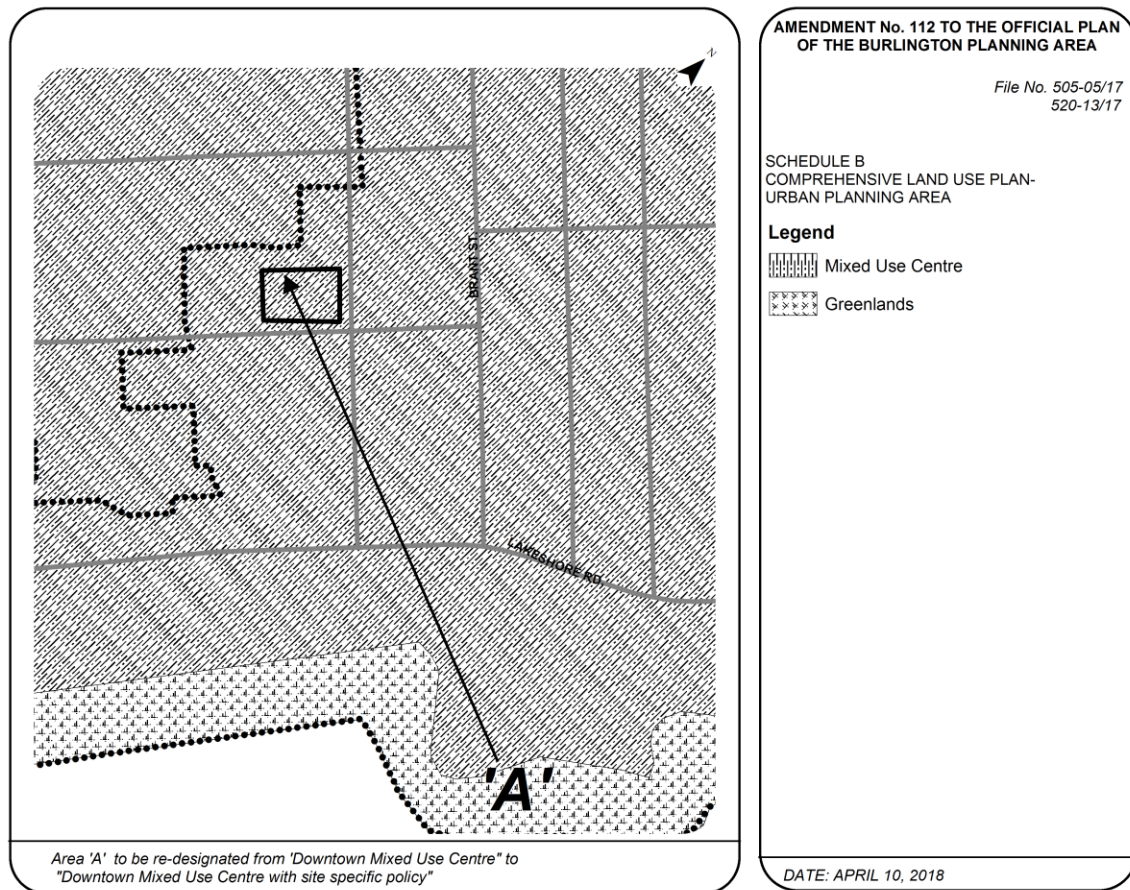 N
BRANT ST.
LAKESHORE RD.
'A'
Area 'A'  to be re-designated from 'Downtown Mixed Use Centre" to
"Downtown Mixed Use Centre with site specific policy"
AMENDMENT No. 112 TO THE OFFICIAL PLAN
OF THE BURLINGTON PLANNING AREA
File No. 505-05/17
520-13/17
SCHEDULE B
COMPREHENSIVE LAND USE PLAN-
URBAN PLANNING AREA
Legend
Mixed Use Centre
Greenlands
DATE: APRIL 10, 2018